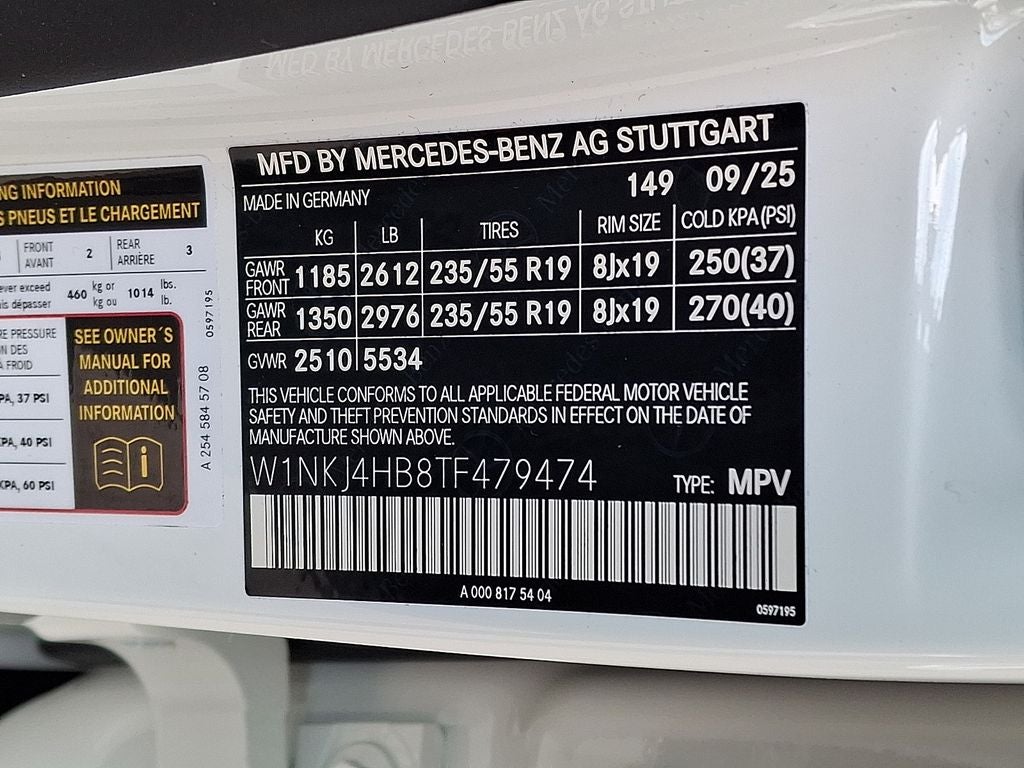 MFD BY MERCEDES-BENZ AG STUTTGART
MADE IN GERMANY 149 09/25
KG LB TIRES RIM SIZE COLD KPA(PSI)
GAWR FRONT 1185 2612 235/55 R19 8Jx19 250(37)
GAWR REAR 1350 2976 235/55 R19 8Jx19 270(40)
GVWR 2510 5534
THIS VEHICLE CONFORMS TO ALL APPLICABLE FEDERAL MOTOR VEHICLE
SAFETY AND THEFT PREVENTION STANDARDS IN EFFECT ON THE DATE OF
MANUFACTURE SHOWN ABOVE.
W1NKJ4HB8TF479474 TYPE: MPV
A 000 817 54 04
0597195
NG INFORMATION
S PNEUS ET LE CHARGEMENT
FRONT AVANT 2 REAR ARRIÈRE 3
ever exceed 460 kg or 1014 lbs.
is dépasser kg ou lb.
RE PRESSURE
ON DES
À FROID
PA, 37 PSI
PA, 40 PSI
KPA, 60 PSI
SEE OWNER´S
MANUAL FOR
ADDITIONAL
INFORMATION
i
A 254 584 57 08
0597195